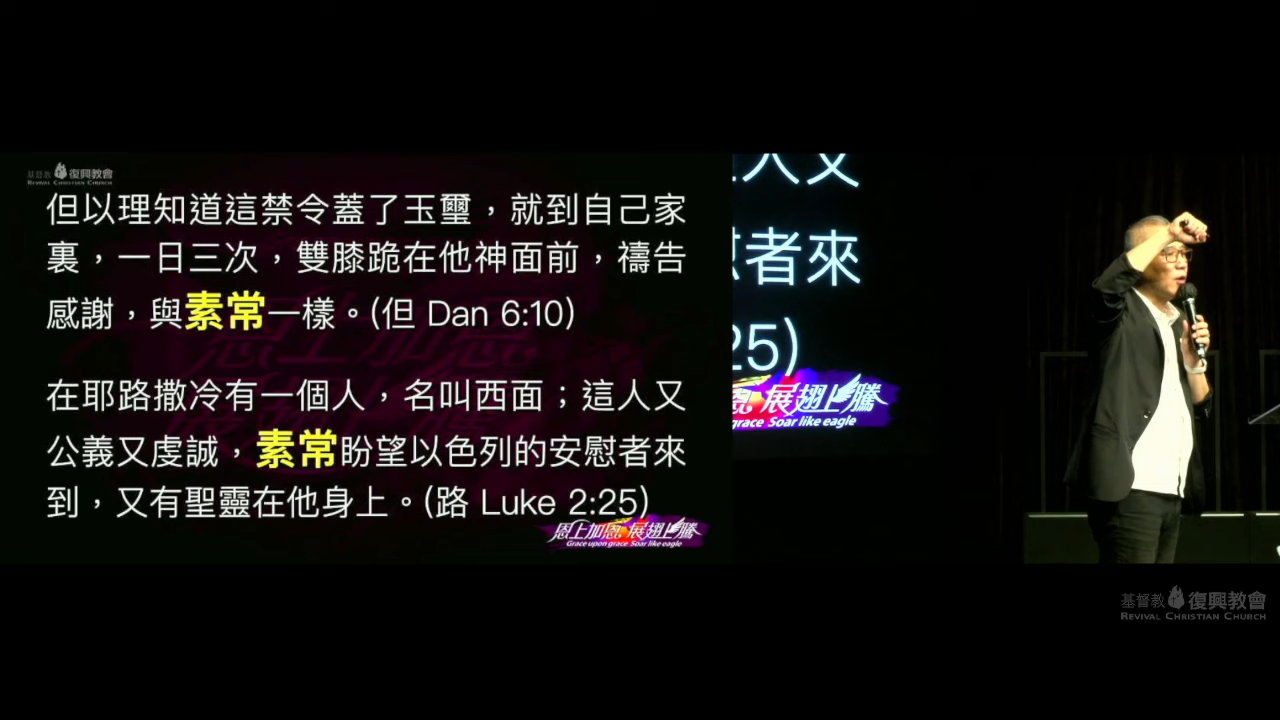 基督教 復興教會
REVIVAL CHRISTIAN CHURCH
但以理知道這禁令蓋了玉璽，就到自己家
裏，一日三次，雙膝跪在他神面前，禱告
感謝，與素常一樣。(但 Dan 6:10)
在耶路撒冷有一個人，名叫西面；這人又
公義又虔誠，素常盼望以色列的安慰者來
到，又有聖靈在他身上。(路 Luke 2:25)
恩上加恩 展翅上騰
Grace upon grace Soar like eagle
人又
慰者來
25)
恩 展翅上騰
grace Soar like eagle
基督教 復興教會
REVIVAL CHRISTIAN CHURCH